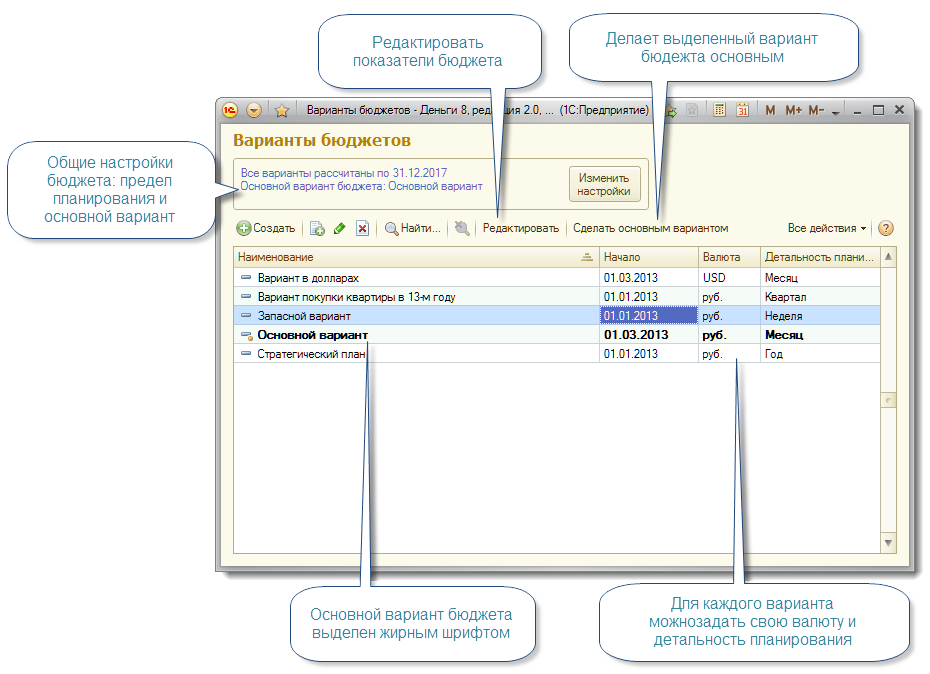 Редактировать
показатели бюджета
Делает выделенный вариант
бюдежта основным
Общие настройки
бюджета: предел
планирования и
основной вариант
1С
Варианты бюджетов - Деньги 8, ред ция 2.0, ... (1С:Предприятие)
31 M M+ M-
Варианты бюджетов
Все варианты рассчитаны по 31.12.2017
Основной вариант бюджета: Основной вариант
Изменить
настройки
Создать Найти... Редактировать Сделать основным вариантом Все действия ?
Наименование Начало Валюта Детальность плани...
Вариант в долларах 01.03.2013 USD Месяц
Вариант покупки квартиры в 13-м году 01.01.2013 руб. Квартал
Запасной вариант 01.01.2013 руб. Неделя
Основной вариант 01.03.2013 руб. Месяц
Стратегический план 01.01.2013 руб. Год
Основной вариант бюджета
выделен жирным шрифтом
Для каждого варианта
можнозадать свою валюту и
детальность планирования